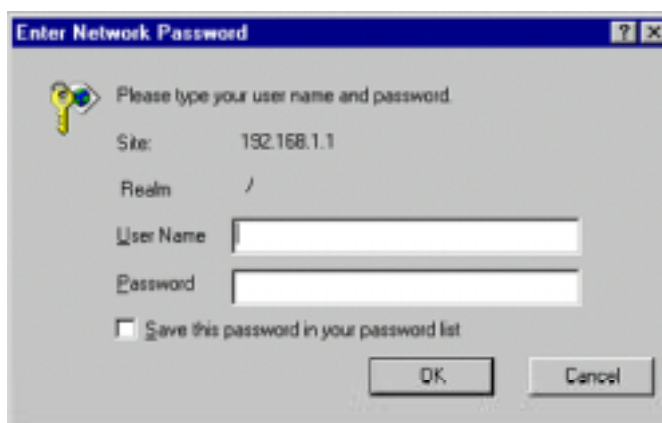 Enter Network Password
Please type your user name and password.
Site: 192.168.1.1
Realm /
User Name
Password
Save this password in your password list
OK Cancel